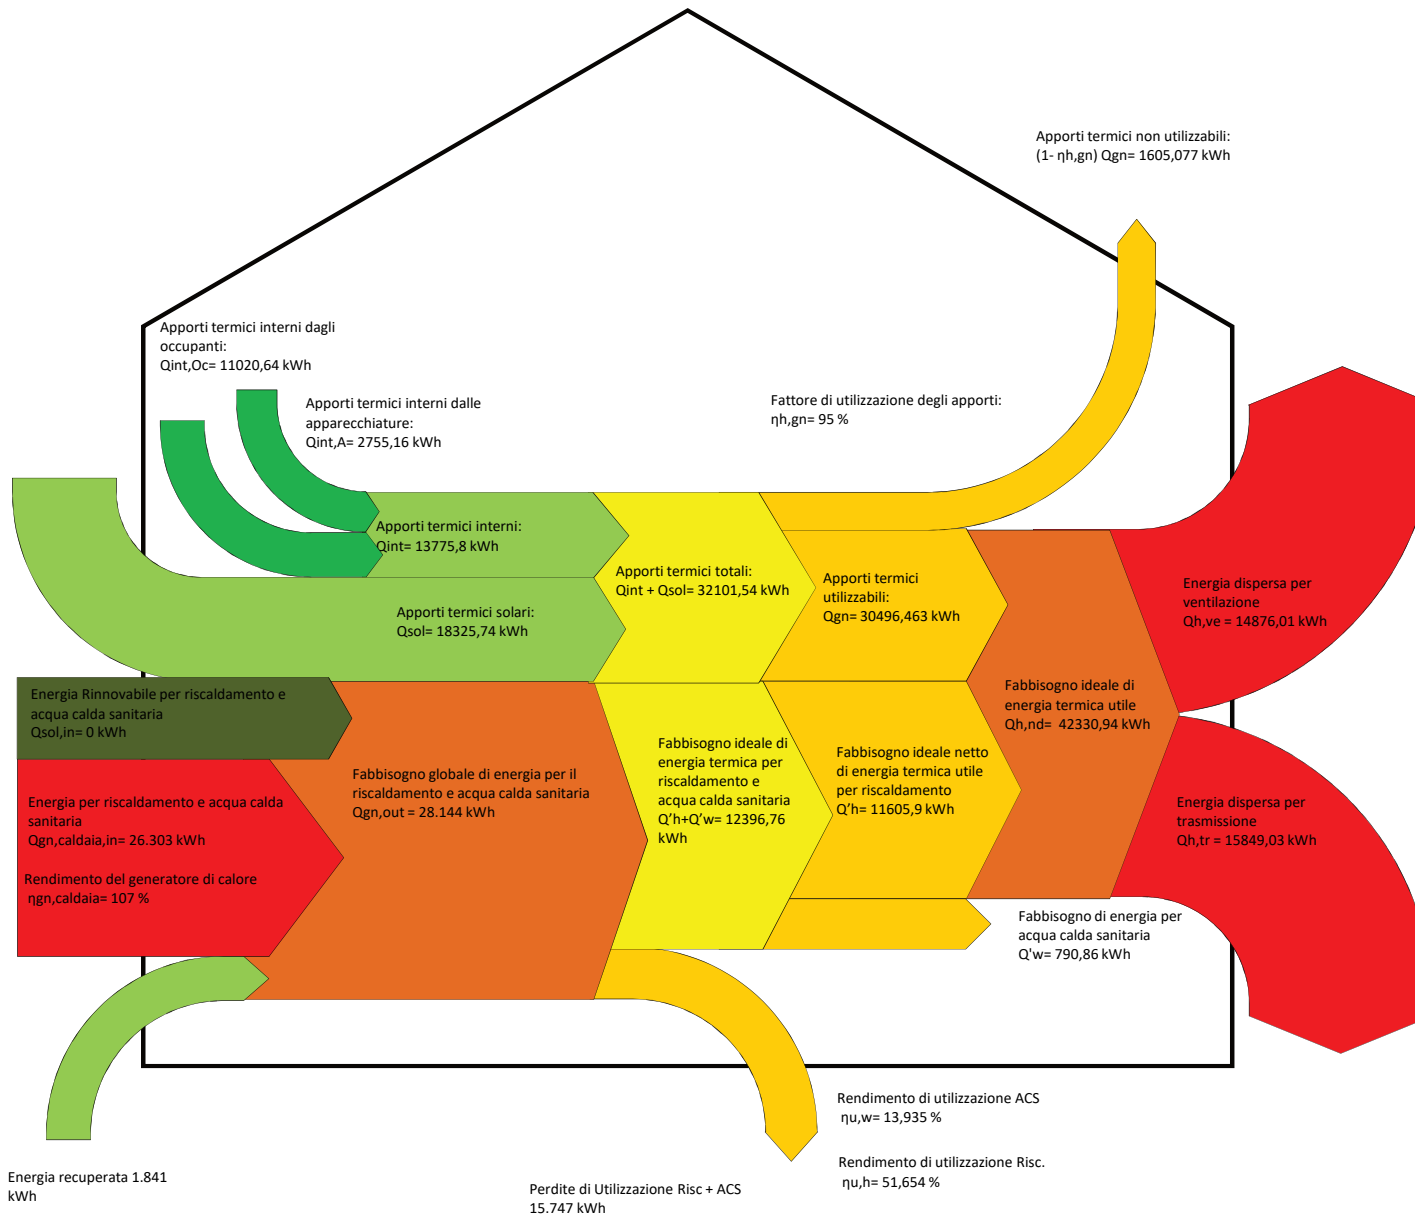 Apporti termici non utilizzabili:
(1- ηh,gn) Qgn= 1605,077 kWh
Apporti termici interni dagli
occupanti:
Qint,Oc= 11020,64 kWh
Apporti termici interni dalle
apparecchiature:
Qint,A= 2755,16 kWh
Fattore di utilizzazione degli apporti:
ηh,gn= 95 %
Apporti termici interni:
Qint= 13775,8 kWh
Apporti termici totali:
Qint + Qsol= 32101,54 kWh
Apporti termici
utilizzabili:
Qgn= 30496,463 kWh
Energia dispersa per
ventilazione
Qh,ve = 14876,01 kWh
Apporti termici solari:
Qsol= 18325,74 kWh
Energia Rinnovabile per riscaldamento e
acqua calda sanitaria
Qsol,in= 0 kWh
Fabbisogno ideale di
energia termica utile
Qh,nd=  42330,94 kWh
Fabbisogno globale di energia per il
riscaldamento e acqua calda sanitaria
Qgn,out = 28.144 kWh
Fabbisogno ideale di
energia termica per
riscaldamento e
acqua calda sanitaria
Q’h+Q’w= 12396,76
kWh
Fabbisogno ideale netto
di energia termica utile
per riscaldamento
Q’h= 11605,9 kWh
Energia per riscaldamento e acqua calda
sanitaria
Qgn,caldaia,in= 26.303 kWh
Energia dispersa per
trasmissione
Qh,tr = 15849,03 kWh
Rendimento del generatore di calore
ηgn,caldaia= 107 %
Fabbisogno di energia per
acqua calda sanitaria
Q'w= 790,86 kWh
Rendimento di utilizzazione ACS
ηu,w= 13,935 %
Rendimento di utilizzazione Risc.
ηu,h= 51,654 %
Energia recuperata 1.841
kWh
Perdite di Utilizzazione Risc + ACS
15.747 kWh